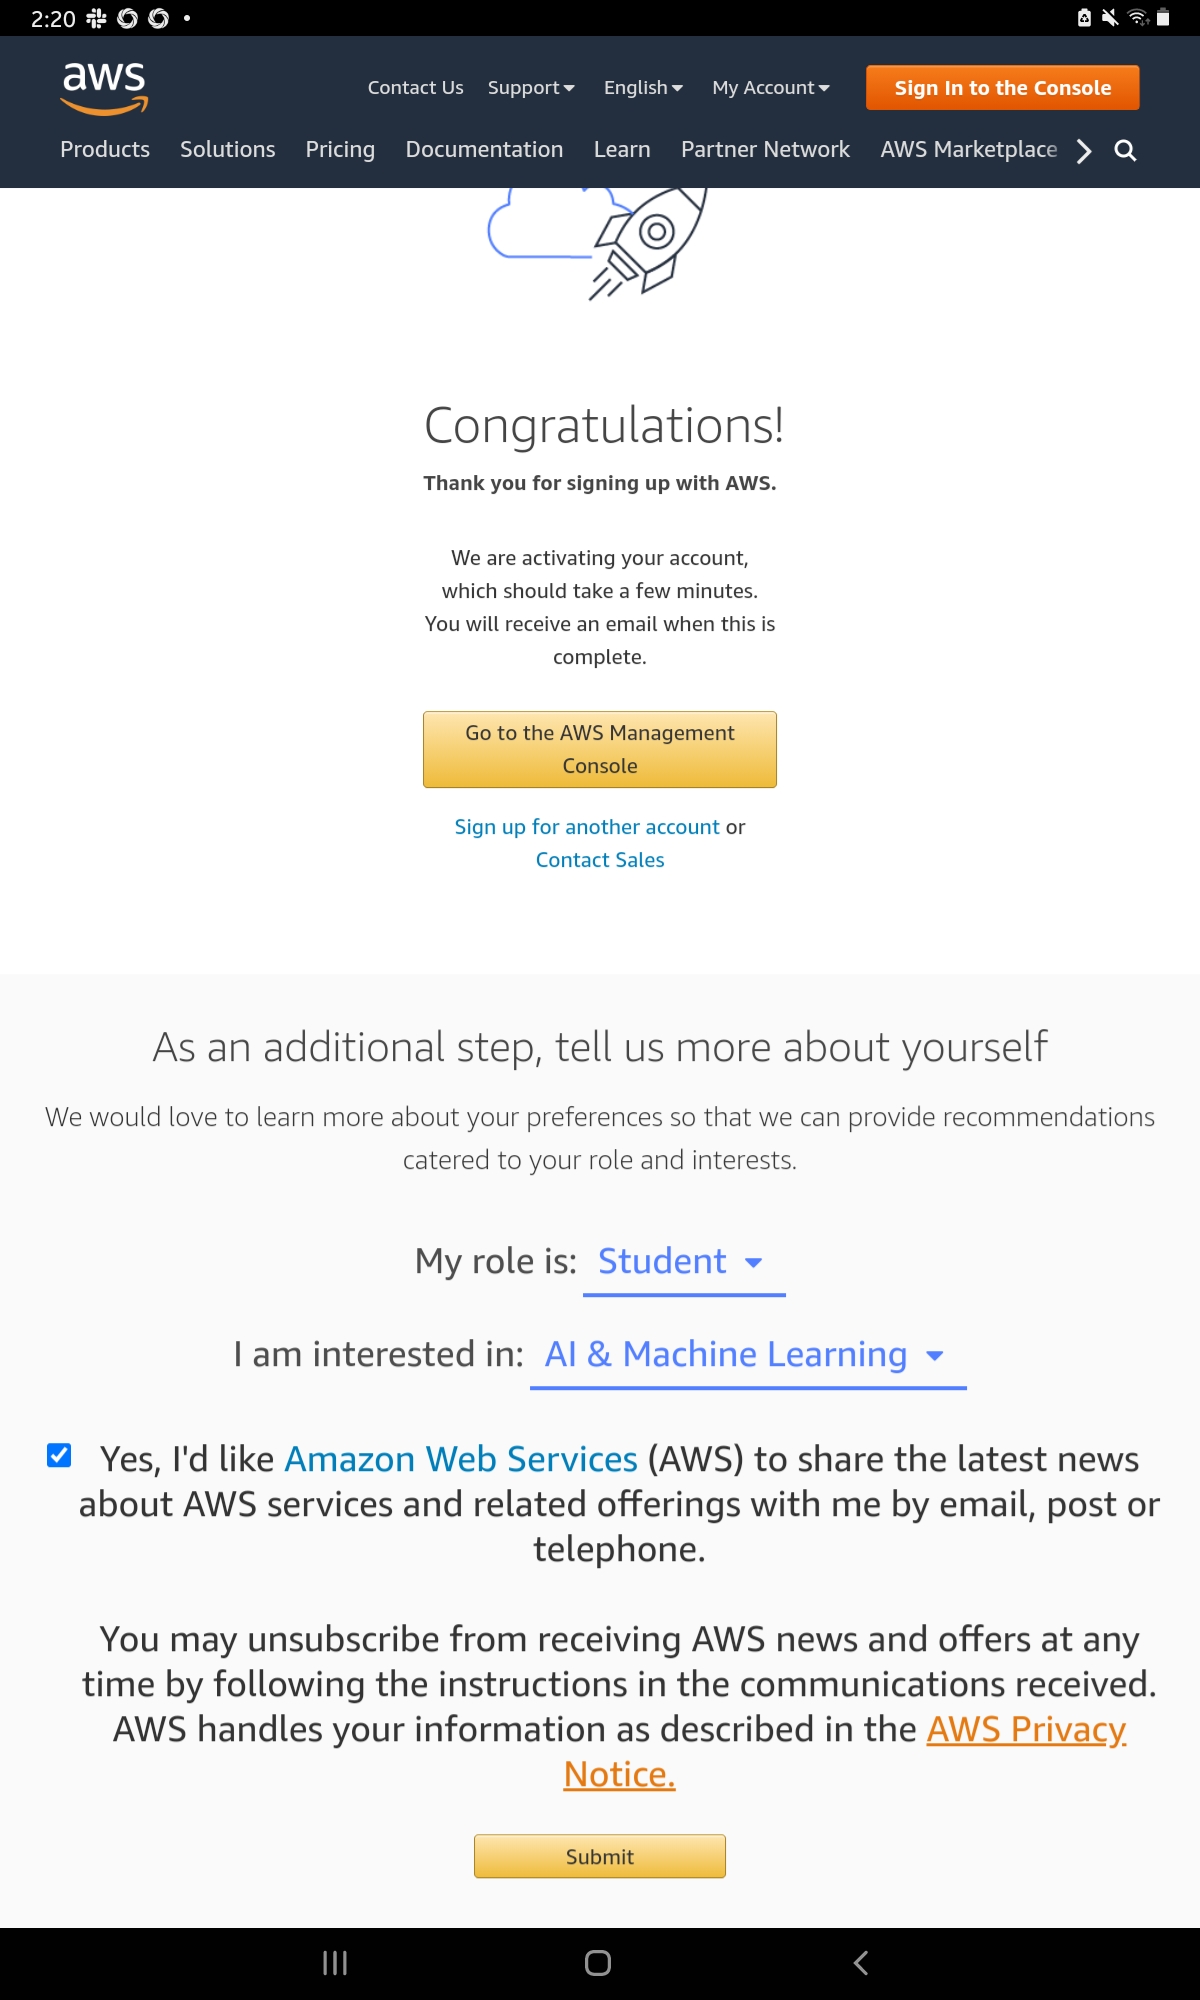 2:20
aws
Contact Us Support English My Account Sign In to the Console
Products Solutions Pricing Documentation Learn Partner Network AWS Marketplace
Congratulations!
Thank you for signing up with AWS.
We are activating your account,
which should take a few minutes.
You will receive an email when this is
complete.
Go to the AWS Management
Console
Sign up for another account or
Contact Sales
As an additional step, tell us more about yourself
We would love to learn more about your preferences so that we can provide recommendations
catered to your role and interests.
My role is: Student
I am interested in: AI & Machine Learning
Yes, I'd like Amazon Web Services (AWS) to share the latest news
about AWS services and related offerings with me by email, post or
telephone.
You may unsubscribe from receiving AWS news and offers at any
time by following the instructions in the communications received.
AWS handles your information as described in the AWS Privacy
Notice.
Submit